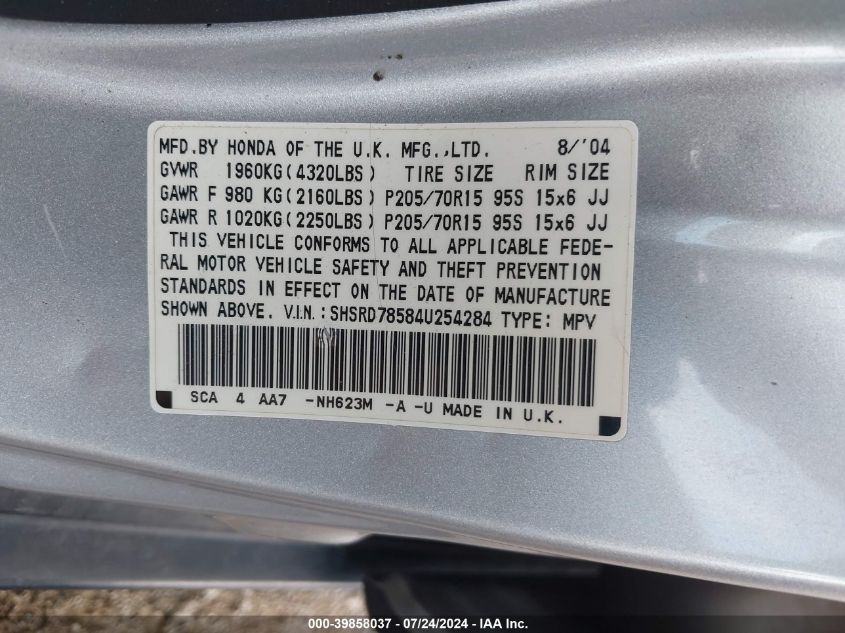 MFD.BY HONDA OF THE U.K. MFG.,LTD. 8/'04
GVWR 1960KG(4320LBS) TIRE SIZE RIM SIZE
GAWR F 980 KG(2160LBS) P205/70R15 95S 15x6 JJ
GAWR R 1020KG(2250LBS) P205/70R15 95S 15x6 JJ
THIS VEHICLE CONFORMS TO ALL APPLICABLE FEDE-
RAL MOTOR VEHICLE SAFETY AND THEFT PREVENTION
STANDARDS IN EFFECT ON THE DATE OF MANUFACTURE
SHOWN ABOVE. V.I.N.: SHSRD78584U254284 TYPE: MPV
SCA 4 AA7 -NH623M -A -U MADE IN U.K.
000-39858037 - 07/24/2024 - IAA Inc.